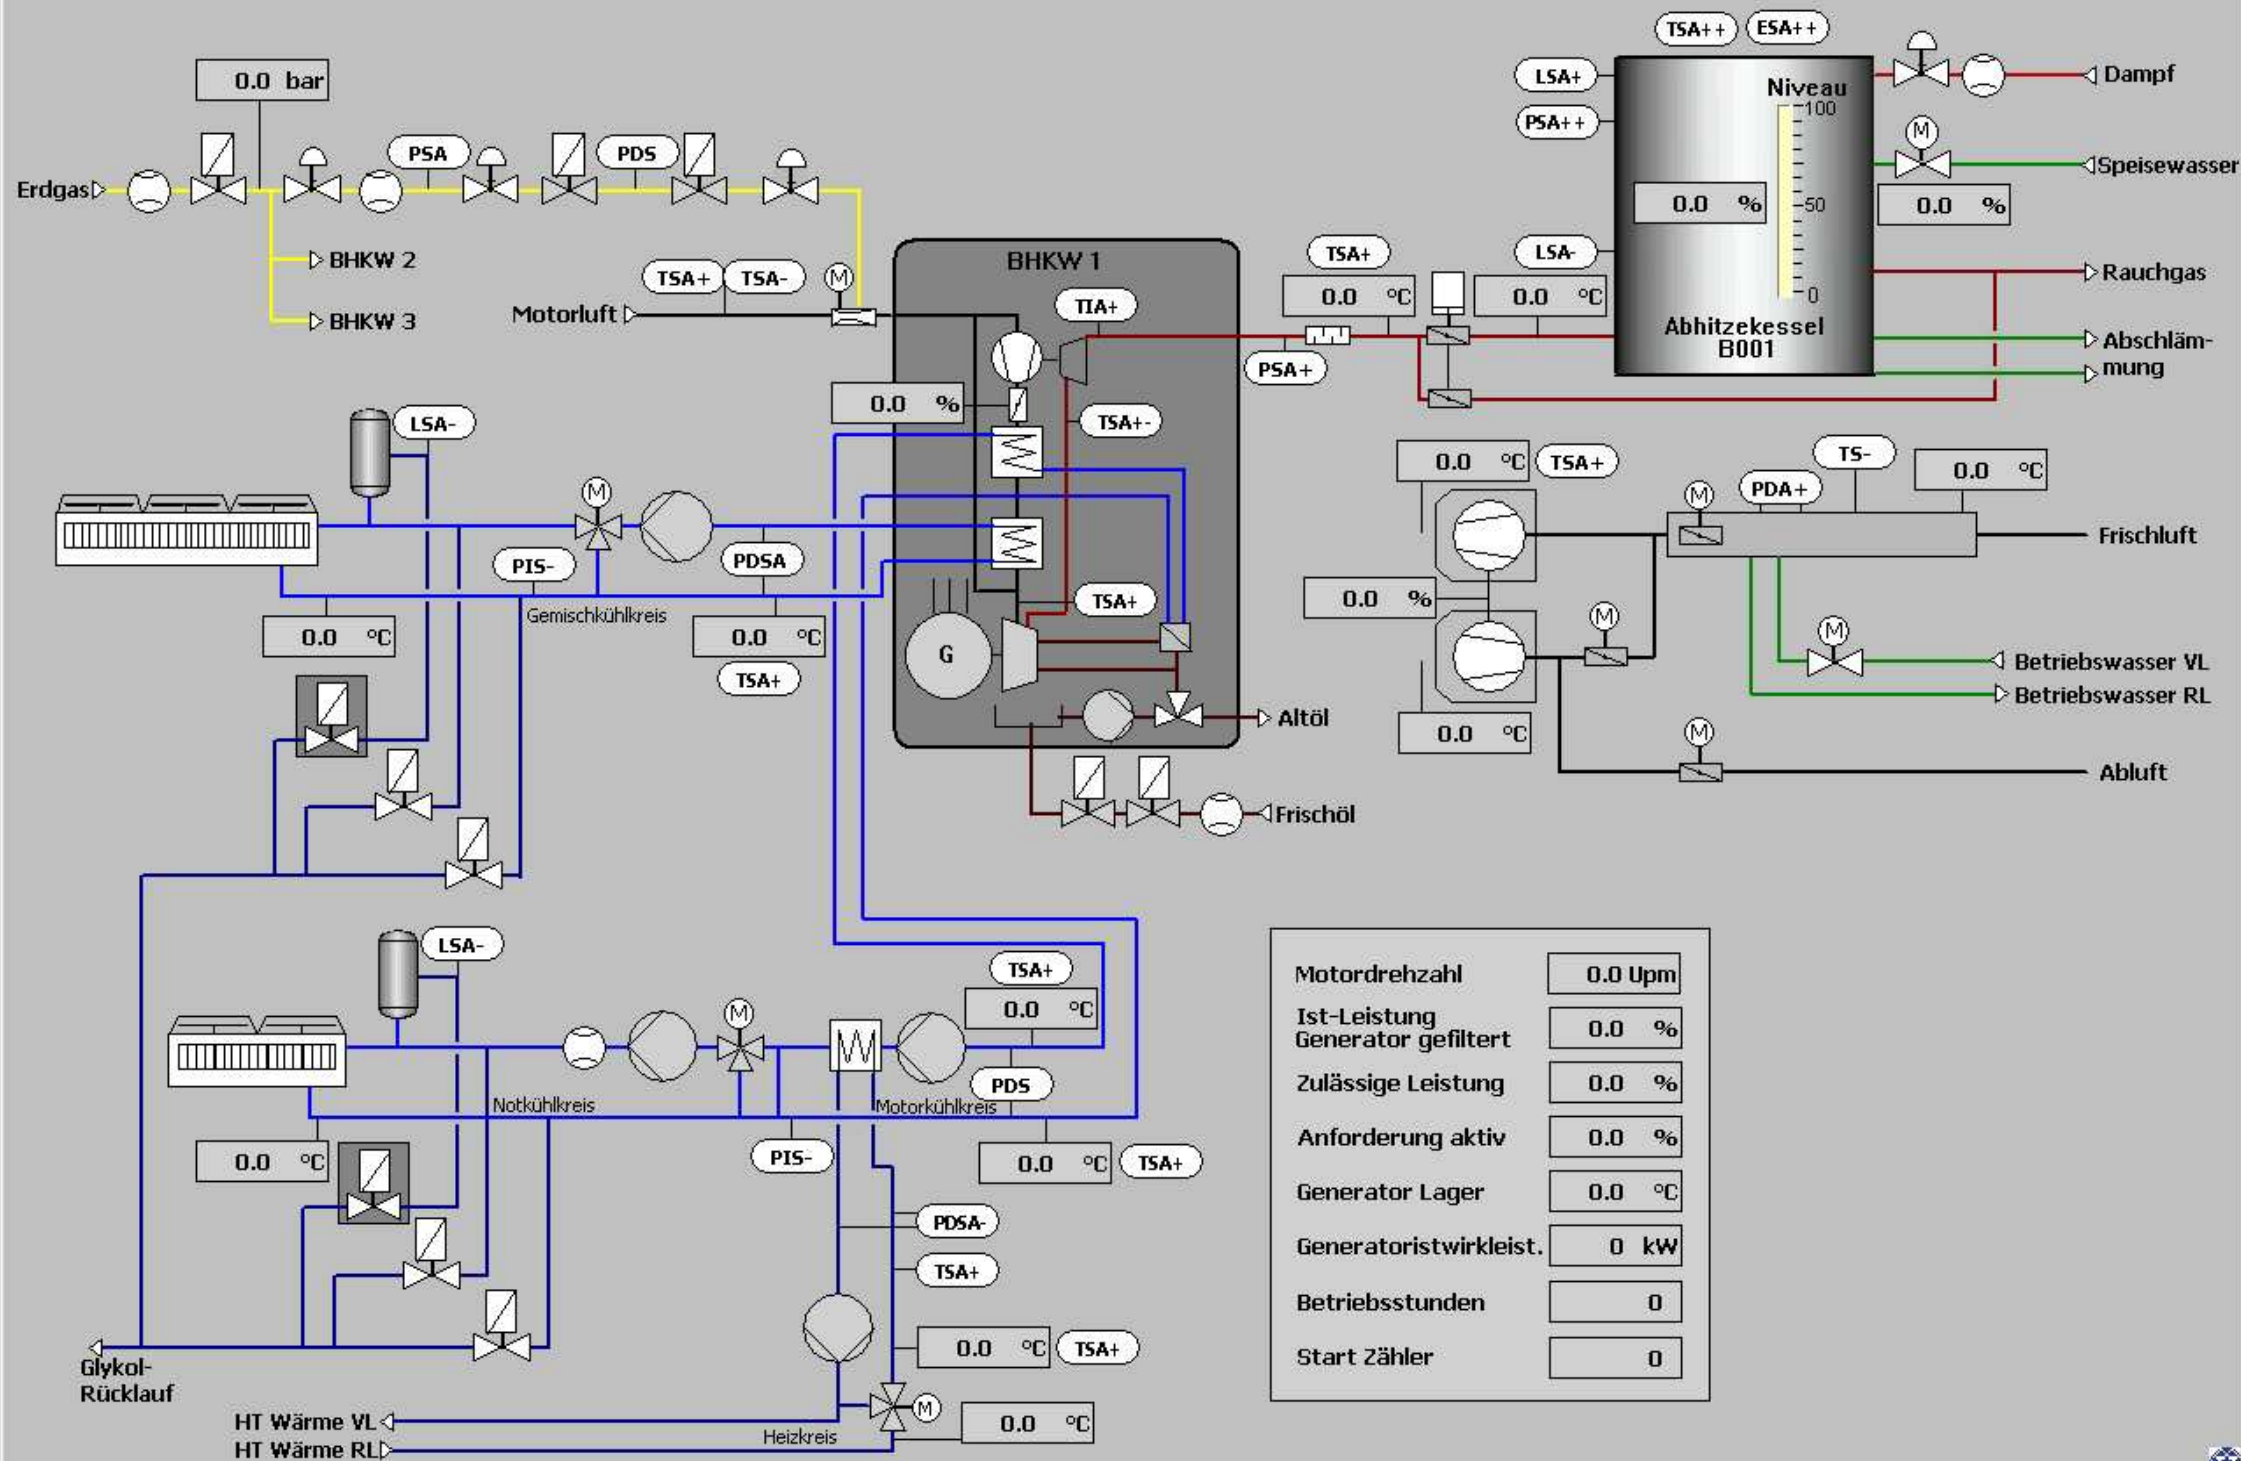 TSA++ ESA++
0.0 bar
LSA+
Dampf
Niveau
100
PSA++
M
PSA
PDS
Speisewasser
Erdgas
0.0 %
50
0.0 %
BHKW 2
TSA+
LSA-
BHKW 1
TSA+ TSA- M
0.0 °C
0.0 °C
0
Rauchgas
BHKW 3
Motorluft
TIA+
Abhitzekessel
B001
Abschläm-
mung
PSA+
0.0 %
LSA-
TSA+-
0.0 °C TSA+
TS-
0.0 °C
M
M
PDA+
Frischluft
PIS-
PDSA
0.0 %
TSA+
Gemischkühlkreis
M
0.0 °C
0.0 °C
G
M
Betriebswasser VL
TSA+
Betriebswasser RL
Altöl
0.0 °C
M
Abluft
Frischöl
LSA-
TSA+
0.0 °C
M
PDS
Notkühlkreis
Motorkühlkreis
0.0 °C
PIS-
0.0 °C TSA+
PDSA-
TSA+
0.0 °C TSA+
Glykol-
Rücklauf
M
HT Wärme VL
0.0 °C
Heizkreis
HT Wärme RL
Motordrehzahl 0.0 Upm
Ist-Leistung
Generator gefiltert 0.0 %
Zulässige Leistung 0.0 %
Anforderung aktiv 0.0 %
Generator Lager 0.0 °C
Generatoristwirkleist. 0 kW
Betriebsstunden 0
Start Zähler 0